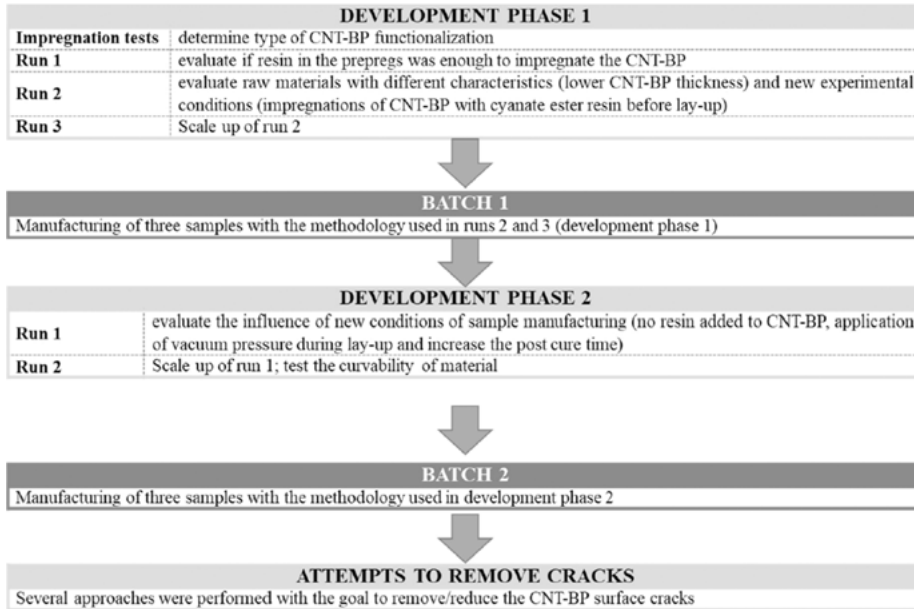 DEVELOPMENT PHASE 1
Impregnation tests determine type of CNT-BP functionalization
Run 1 evaluate if resin in the prepregs was enough to impregnate the CNT-BP
Run 2 evaluate raw materials with different characteristics (lower CNT-BP thickness) and new experimental
conditions (impregnations of CNT-BP with cyanate ester resin before lay-up)
Run 3 Scale up of run 2
BATCH 1
Manufacturing of three samples with the methodology used in runs 2 and 3 (development phase 1)
DEVELOPMENT PHASE 2
Run 1 evaluate the influence of new conditions of sample manufacturing (no resin added to CNT-BP, application
of vacuum pressure during lay-up and increase the post cure time)
Run 2 Scale up of run 1; test the curvability of material
BATCH 2
Manufacturing of three samples with the methodology used in development phase 2
ATTEMPTS TO REMOVE CRACKS
Several approaches were performed with the goal to remove/reduce the CNT-BP surface cracks